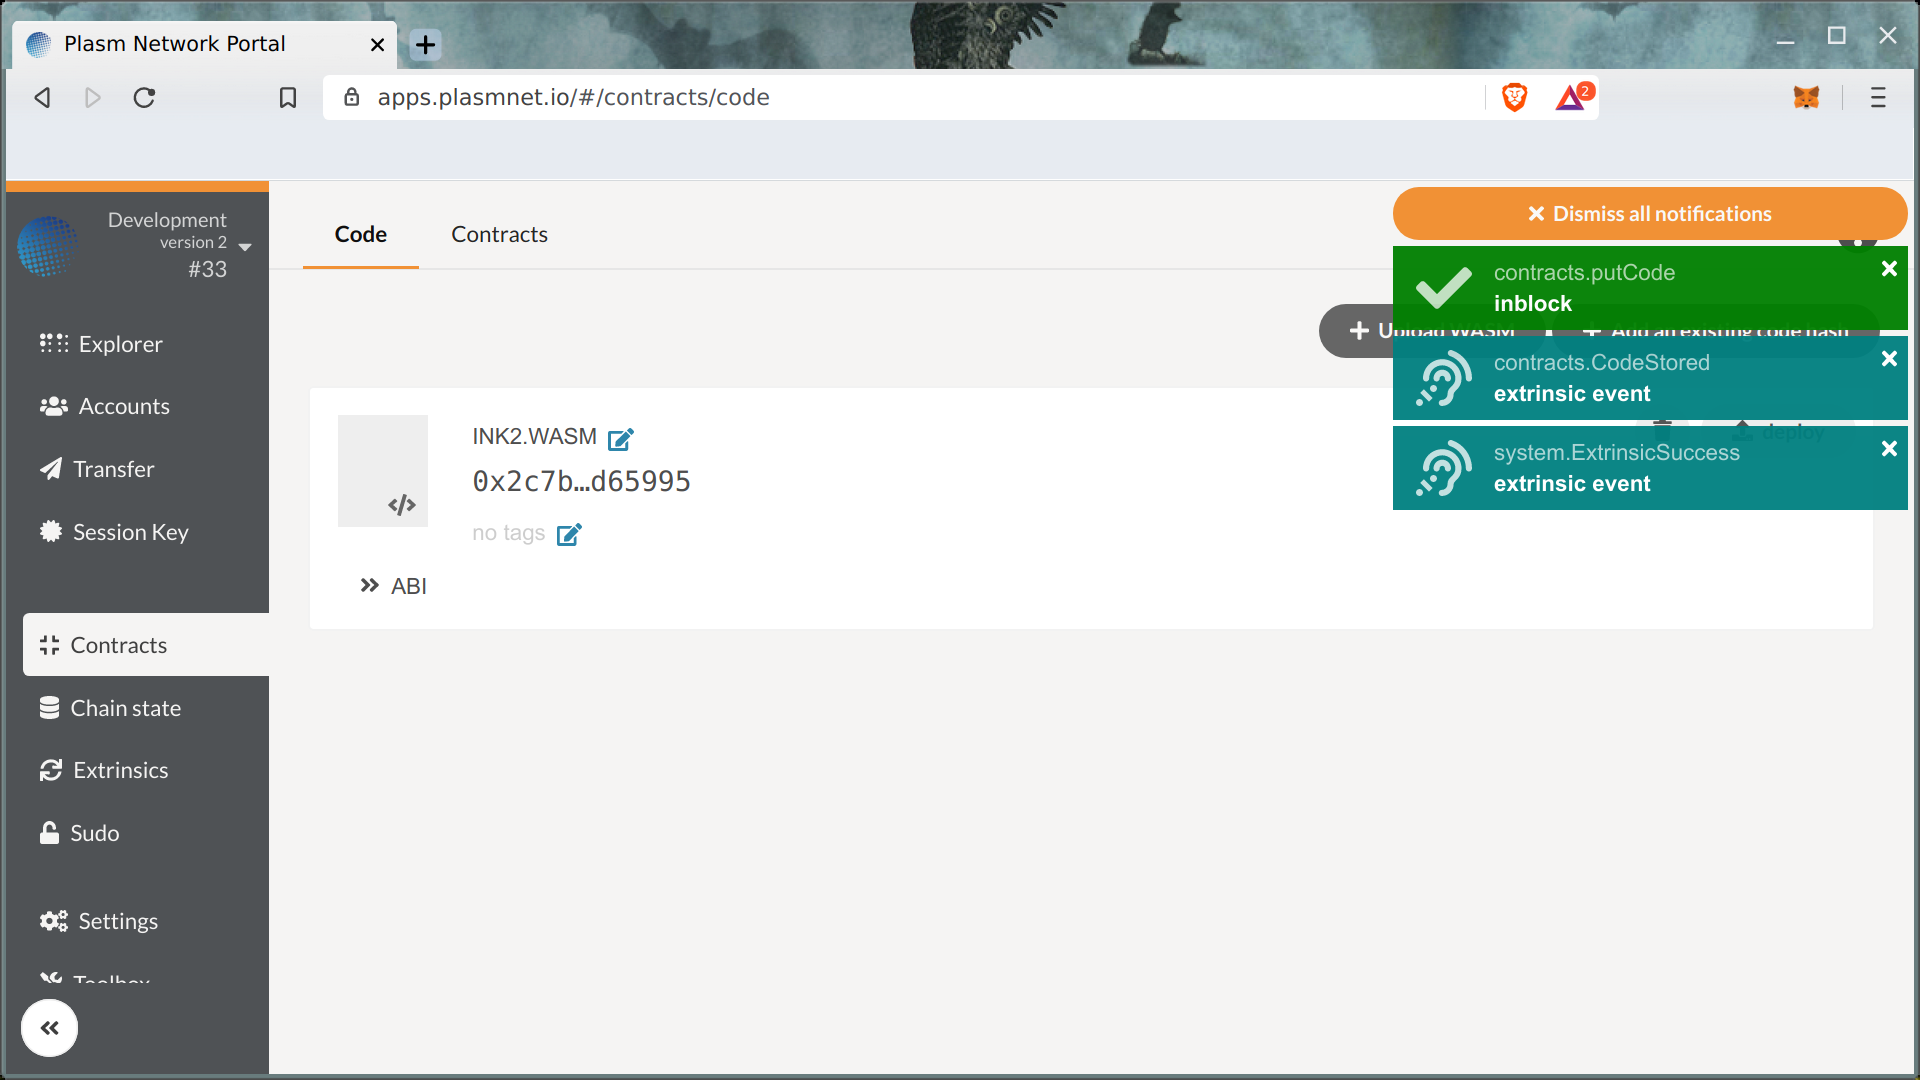 Plasm Network Portal
apps.plasmnet.io/#/contracts/code
2
Development
version 2
#33
Explorer
Accounts
Transfer
Session Key
Contracts
Chain state
Extrinsics
Sudo
Settings
Toolbox
Code
Contracts
Dismiss all notifications
contracts.putCode
inblock
Upload WASM
Add an existing code hash
contracts.CodeStored
extrinsic event
deploy
system.ExtrinsicSuccess
extrinsic event
INK2.WASM
0x2c7b…d65995
no tags
ABI